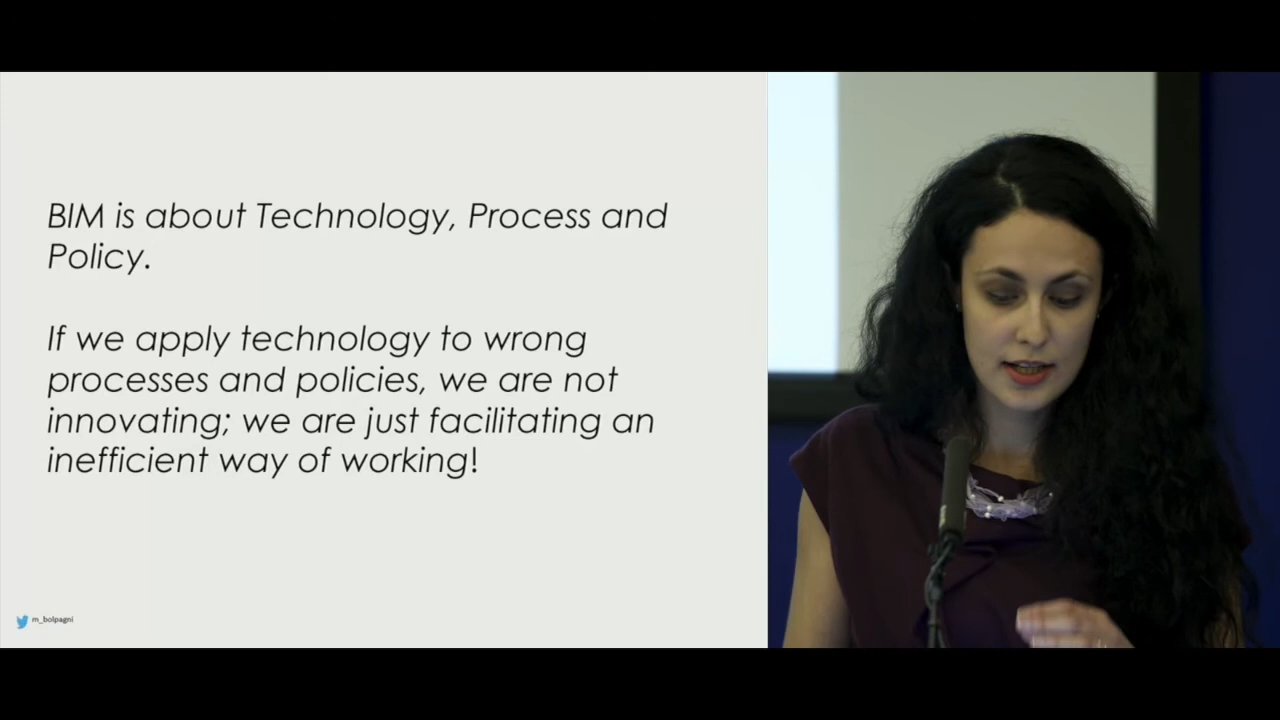 BIM is about Technology, Process and
Policy.
If we apply technology to wrong
processes and policies, we are not
innovating; we are just facilitating an
inefficient way of working!
m_bolpagni